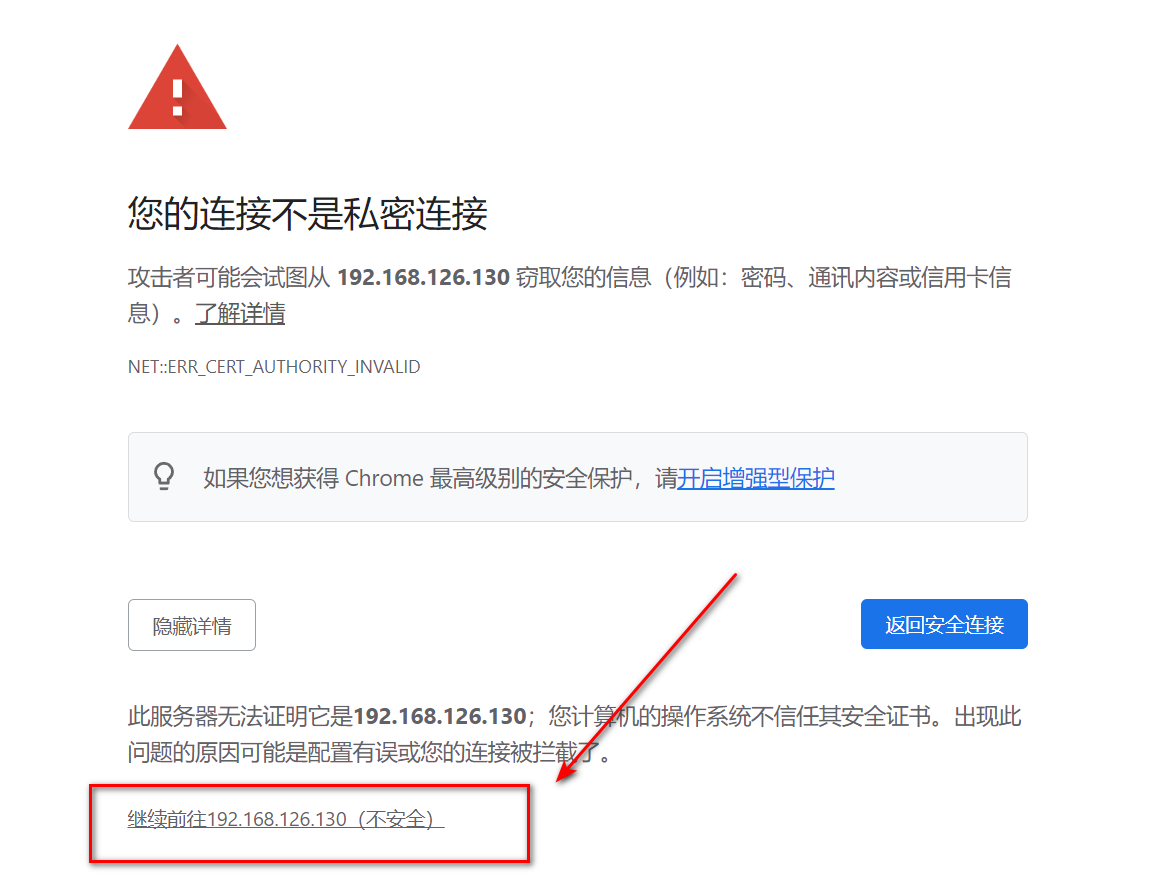 您的连接不是私密连接
攻击者可能会试图从 192.168.126.130 窃取您的信息（例如：密码、通讯内容或信用卡信
息）。了解详情
NET::ERR_CERT_AUTHORITY_INVALID
如果您想获得 Chrome 最高级别的安全保护，请开启增强型保护
隐藏详情
返回安全连接
此服务器无法证明它是192.168.126.130；您计算机的操作系统不信任其安全证书。出现此
问题的原因可能是配置有误或您的连接被拦截了。
继续前往192.168.126.130（不安全）